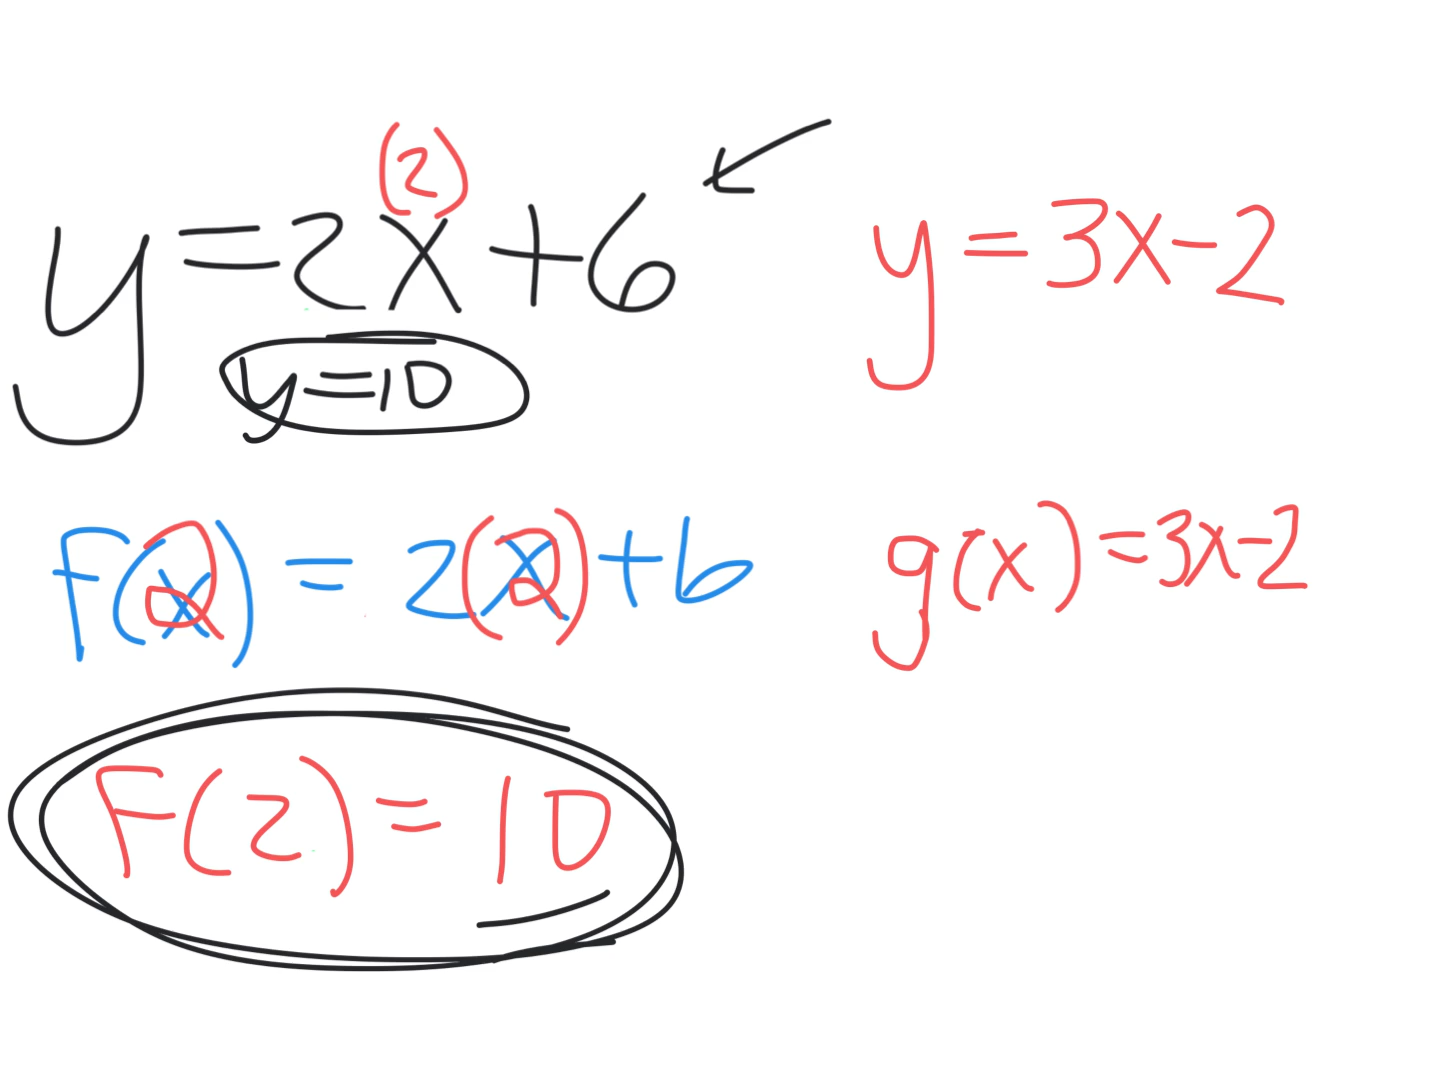 (2)
y=2x+6
y=10
y=3x-2
F(x)=2(x)+6
2 2
g(x)=3x-2
F(2)=10